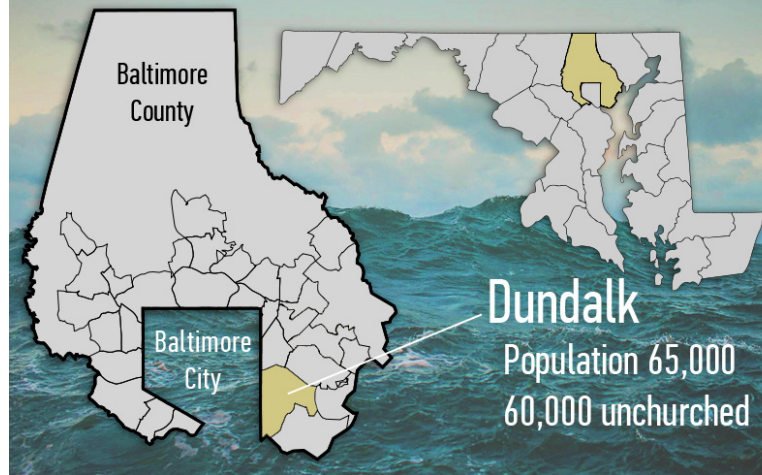 Baltimore
County
Baltimore
City
Dundalk
Population 65,000
60,000 unchurched